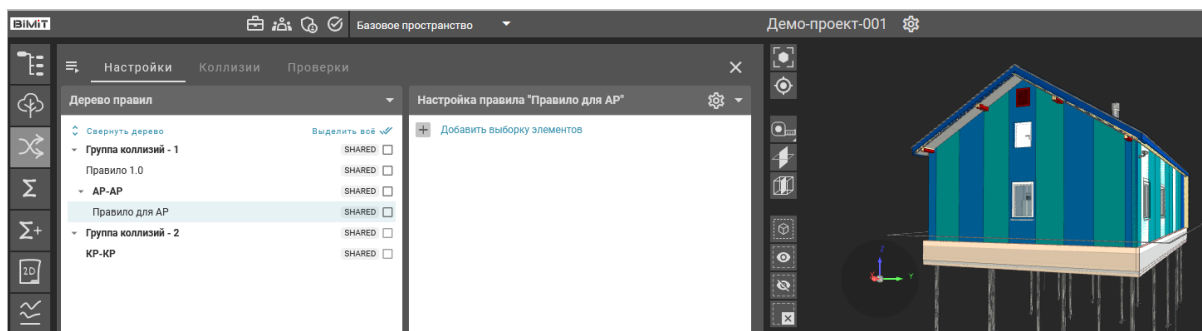 BIMIT Базовое пространство Демо-проект-001
Настройки Коллизии Проверки
Дерево правил
Свернуть дерево Выделить всё
Группа коллизий - 1 SHARED
Правило 1.0 SHARED
АР-АР SHARED
Правило для АР SHARED
Группа коллизий - 2 SHARED
КР-КР SHARED
Настройка правила "Правило для АР"
Добавить выборку элементов
Σ
Σ+
2D
Z
X
Y